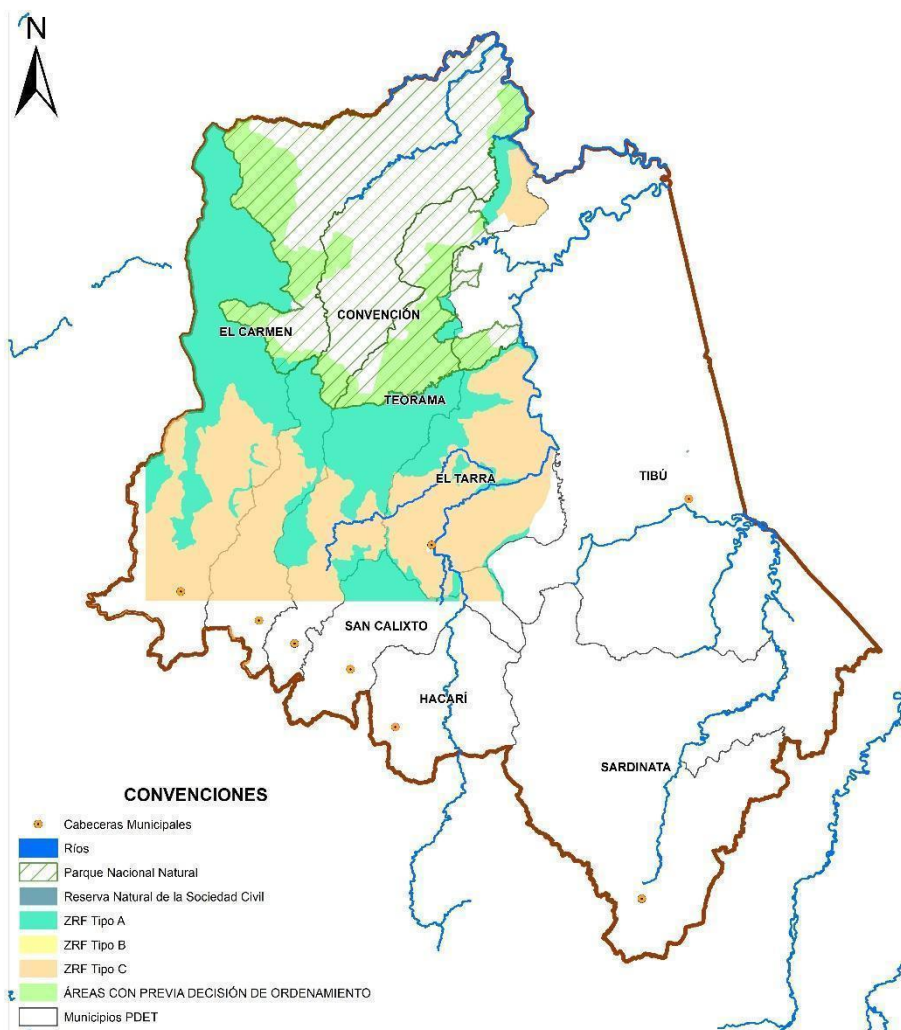 N
CONVENCIÓN
EL CARMEN
TEORAMA
EL TARRA
TIBÚ
SAN CALIXTO
HACARÍ
SARDINATA
CONVENCIONES
Cabeceras Municipales
Ríos
Parque Nacional Natural
Reserva Natural de la Sociedad Civil
ZRF Tipo A
ZRF Tipo B
ZRF Tipo C
ÁREAS CON PREVIA DECISIÓN DE ORDENAMIENTO
Municipios PDET